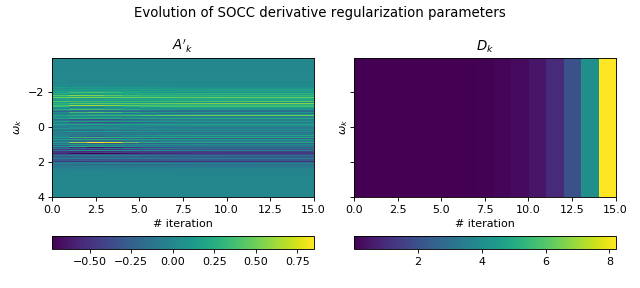 Evolution of SOCC derivative regularization parameters
A′ₖ
Dₖ
ωₖ
−2
0
2
4
0.0 2.5 5.0 7.5 10.0 12.5 15.0
# iteration
−0.50 −0.25 0.00 0.25 0.50 0.75
ωₖ
0.0 2.5 5.0 7.5 10.0 12.5 15.0
# iteration
2 4 6 8